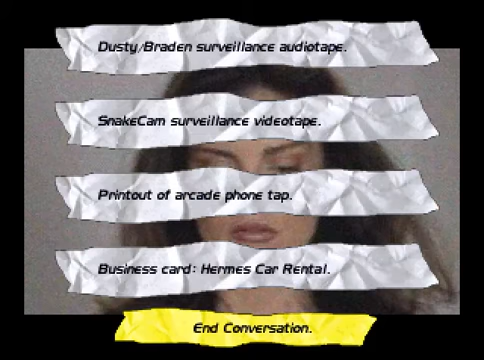 Dusty/Braden surveillance audiotape.
SnakeCam surveillance videotape.
Printout of arcade phone tap.
Business card: Hermes Car Rental.
End Conversation.